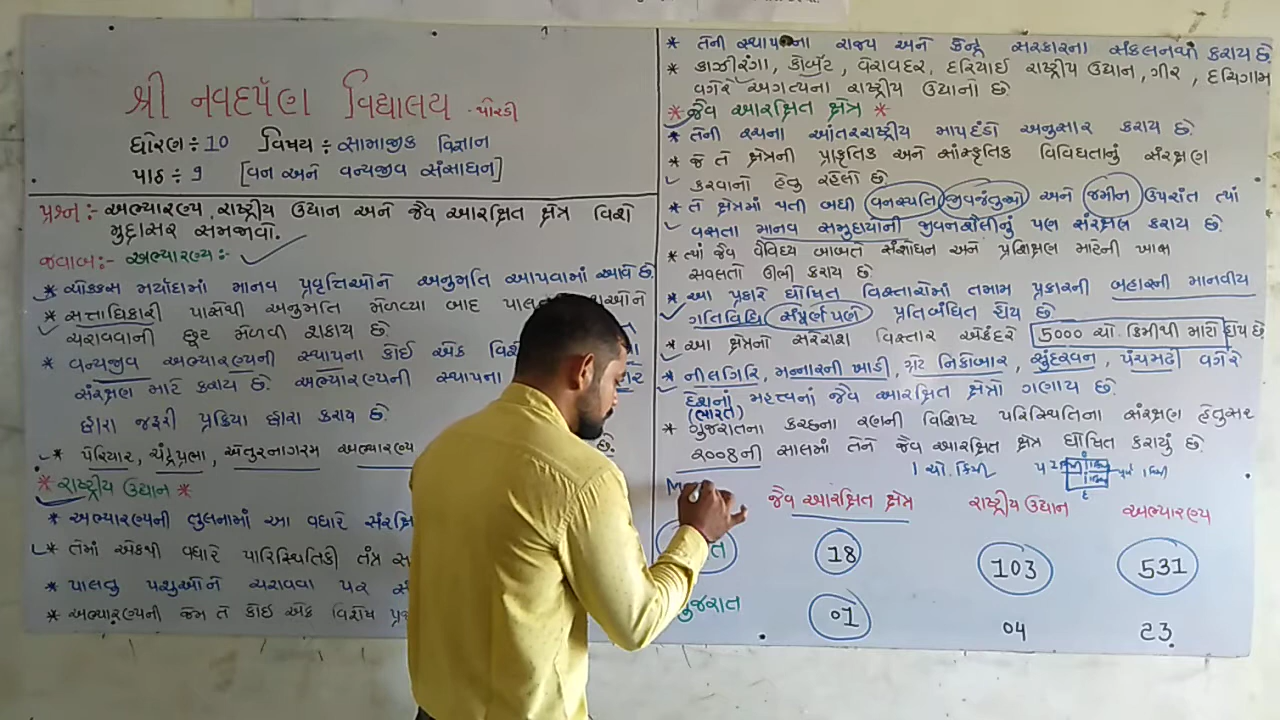 શ્રી નવદર્પણ વિદ્યાલય - ચોરડી
ધોરણ ÷ 10 વિષય ÷ સામાજીક વિજ્ઞાન
પાઠ ÷ 9 [વન અને વન્યજીવ સંસાધન]
પ્રશ્ન :- અભ્યારણ્ય, રાષ્ટ્રીય ઉદ્યાન અને જૈવ આરક્ષિત ક્ષેત્ર વિશે
મુદ્દાસર સમજાવો.
જવાબ:- અભ્યારણ્ય :-
* ચોક્કસ મર્યાદામાં માનવ પ્રવૃત્તિઓને અનુમતિ આપવામાં આવે છે.
* સત્તાધિકારી પાસેથી અનુમતિ મેળવ્યા બાદ
ચરાવવાની છુટ મેળવી શકાય છે.
* વન્યજીવ અભ્યારણ્યની સ્થાપના કોઈ એક
સંરક્ષણ માટે કરાય છે. અભ્યારણ્યની સ્થાપના
દ્વારા જરૂરી પ્રક્રિયા દ્વારા કરાય છે.
* પેરિયાર, ચંદ્રપ્રભા, એતુરનાગરમ અભ્યારણ્ય છે.
* રાષ્ટ્રીય ઉદ્યાન *
* અભ્યારણ્યની તુલનામાં આ વધારે
* તેમાં એકથી વધારે પારિસ્થિતિકી તંત્ર
* પાલતુ પશુઓને ચરાવવા પર
* અભ્યારણ્યની જેમ તે કોઈ એક વિશેષ
* તેની સ્થાપના રાજ્ય અને કેન્દ્ર સરકારના સંકલનથી કરાય છે.
* કાઝીરંગા, કોર્બેટ, વેરાવદર, દરિયાઈ રાષ્ટ્રીય ઉદ્યાન, ગીર, દચિગામ
વગેરે અગત્યના રાષ્ટ્રીય ઉદ્યાનો છે.
* જૈવ આરક્ષિત ક્ષેત્ર *
* તેની રચના આંતરરાષ્ટ્રીય માપદંડો અનુસાર કરાય છે.
* જે તે ક્ષેત્રની પ્રાકૃતિક અને સાંસ્કૃતિક વિવિધતાનું સંરક્ષણ
કરવાનો હેતુ રહેલો છે.
* તે ક્ષેત્રમાં થતી બધી વનસ્પતિ જીવજંતુઓ અને જમીન ઉપરાંત ત્યાં
વસતા માનવ સમુદાયોની જીવનશૈલીનું પણ સંરક્ષણ કરાય છે.
* ત્યાં જૈવ વૈવિધ્ય બાબતે સંશોધન અને પ્રશિક્ષણ માટેની ખાસ
સવલતો ઊભી કરાય છે.
* આ પ્રકારે ઘોષિત વિસ્તારોમાં તમામ પ્રકારની બહારની માનવીય
ગતિવિધિ સંપૂર્ણપણે પ્રતિબંધિત હોય છે.
* આ ક્ષેત્રનો સરેરાશ વિસ્તાર એકંદરે 5000 ચો. કિમીથી મોટો હોય છે
* નીલગિરિ, મન્નારની ખાડી, ગ્રેટ નિકોબાર, સુંદરવન, પંચમઢી વગેરે
દેશનાં મહત્ત્વનાં જૈવ આરક્ષિત ક્ષેત્રો ગણાય છે.
(ભારત)
* ગુજરાતના કચ્છના રણની વિશિષ્ટ પરિસ્થિતિના સંરક્ષણ હેતુસર
૨૦૦૪ની સાલમાં તેને જૈવ આરક્ષિત ક્ષેત્ર ઘોષિત કરાયું છે.
1 ચો. કિમી
જૈવ આરક્ષિત ક્ષેત્ર રાષ્ટ્રીય ઉદ્યાન અભ્યારણ્ય
18 103 531
ગુજરાત 01 04 ૨3